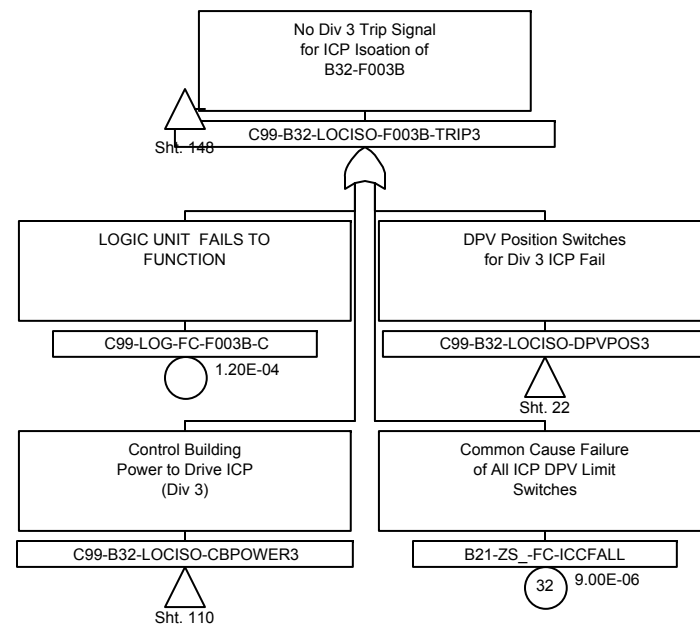 No Div 3 Trip Signal
for ICP Isoation of
B32-F003B
C99-B32-LOCISO-F003B-TRIP3
Sht. 148
LOGIC UNIT FAILS TO
FUNCTION
C99-LOG-FC-F003B-C
1.20E-04
DPV Position Switches
for Div 3 ICP Fail
C99-B32-LOCISO-DPVPOS3
Sht. 22
Control Building
Power to Drive ICP
(Div 3)
C99-B32-LOCISO-CBPOWER3
Sht. 110
Common Cause Failure
of All ICP DPV Limit
Switches
B21-ZS_-FC-ICCFALL
32
9.00E-06